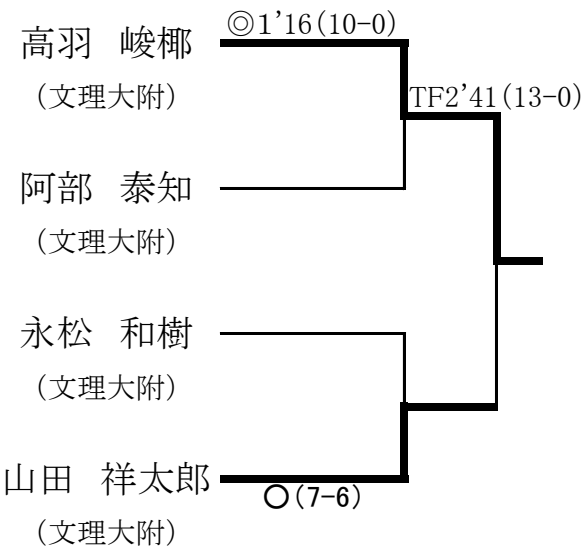 ◎1’16(10-0)
高羽 峻椰
(文理大附)
TF2’41(13-0)
阿部 泰知
(文理大附)
永松 和樹
(文理大附)
山田 祥太郎
○(7-6)
(文理大附)